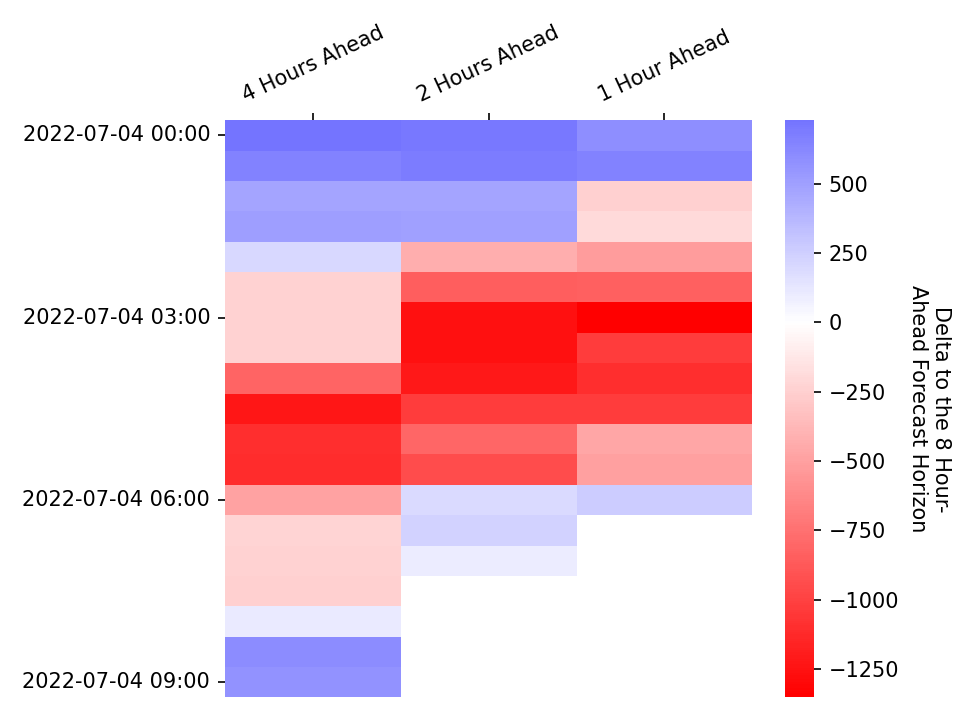 4 Hours Ahead
2 Hours Ahead
1 Hour Ahead
2022-07-04 00:00
2022-07-04 03:00
2022-07-04 06:00
2022-07-04 09:00
500
250
0
−250
−500
−750
−1000
−1250
Delta to the 8 Hour-
Ahead Forecast Horizon